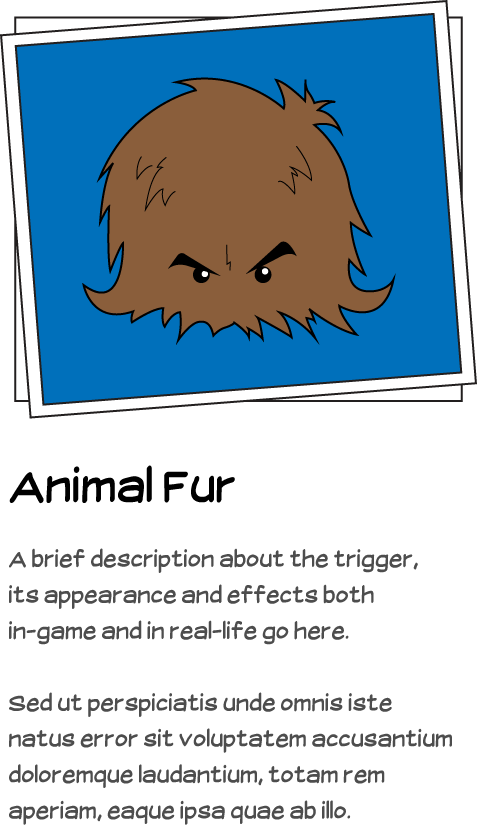 Animal Fur
A brief description about the trigger,
its appearance and effects both
in-game and in real-life go here.
Sed ut perspiciatis unde omnis iste
natus error sit voluptatem accusantium
doloremque laudantium, totam rem
aperiam, eaque ipsa quae ab illo.